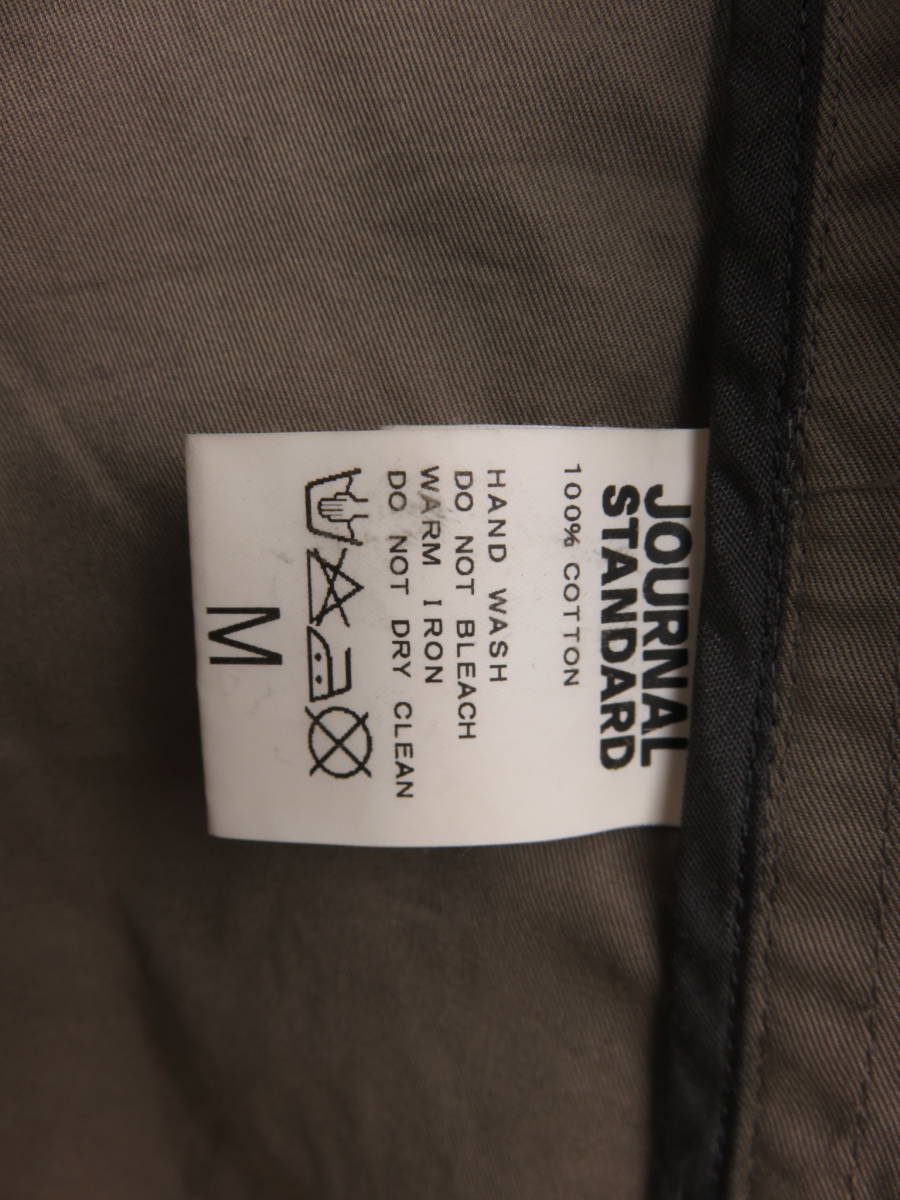 JOURNAL
STANDARD
100% COTTON
HAND WASH
DO NOT BLEACH
WARM IRON
DO NOT DRY CLEAN
M